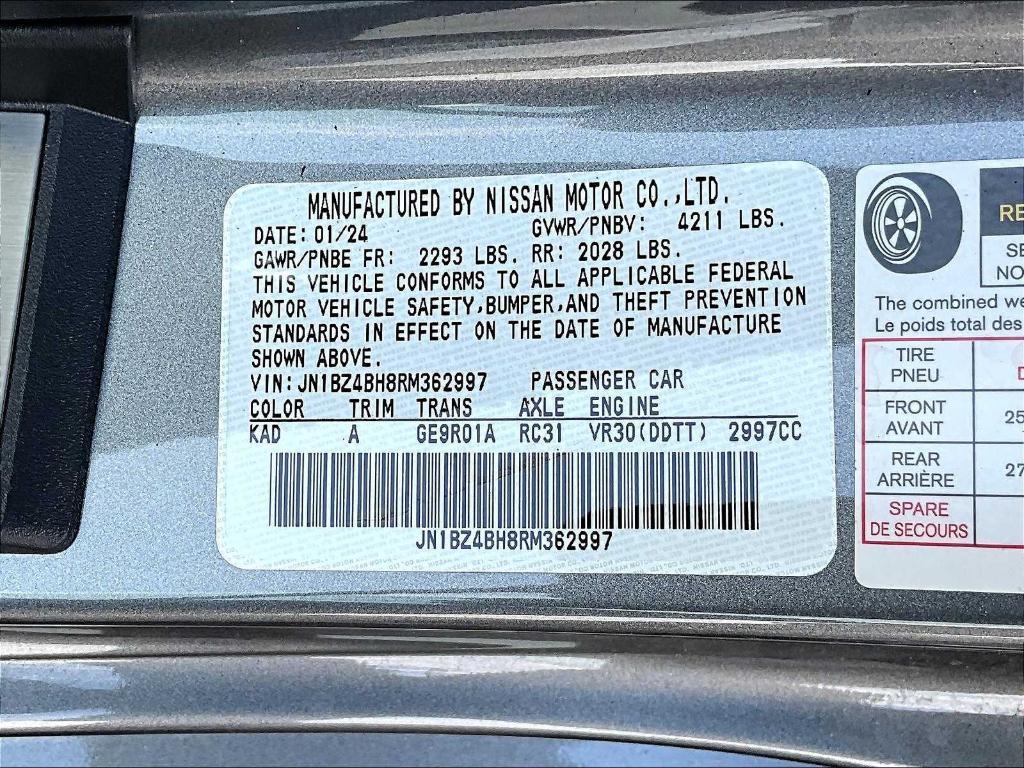 MANUFACTURED BY NISSAN MOTOR CO.,LTD.
DATE: 01/24 GVWR/PNBV: 4211 LBS.
GAWR/PNBE FR: 2293 LBS. RR: 2028 LBS.
THIS VEHICLE CONFORMS TO ALL APPLICABLE FEDERAL
MOTOR VEHICLE SAFETY,BUMPER,AND THEFT PREVENTION
STANDARDS IN EFFECT ON THE DATE OF MANUFACTURE
SHOWN ABOVE.
VIN: JN1BZ4BH8RM362997 PASSENGER CAR
COLOR TRIM TRANS AXLE ENGINE
KAD A GE9R01A RC31 VR30(DDTT) 2997CC
JN1BZ4BH8RM362997
The combined
Le poids total des
TIRE
PNEU
FRONT
AVANT
REAR
ARRIÈRE
SPARE
DE SECOURS